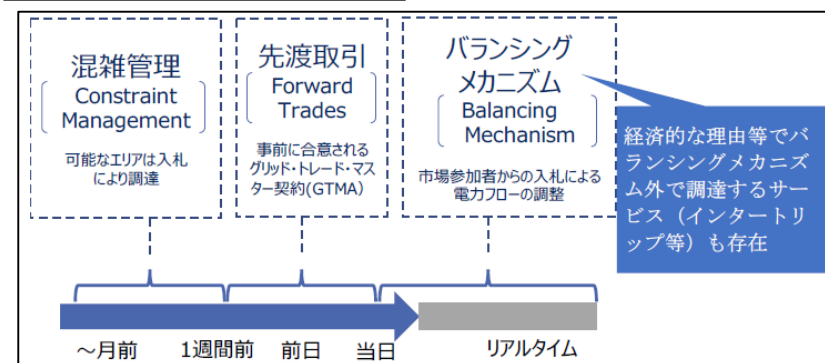 混雑管理
Constraint
Management
可能なエリアは入札
により調達
先渡取引
Forward
Trades
事前に合意される
グリッド・トレード・マス
ター契約(GTMA)
バランシング
メカニズム
Balancing
Mechanism
市場参加者からの入札による
電力フローの調整
経済的な理由等でバ
ランシングメカニズ
ム外で調達するサー
ビス（インタートリ
ップ等）も存在
～月前
1週間前
前日
当日
リアルタイム